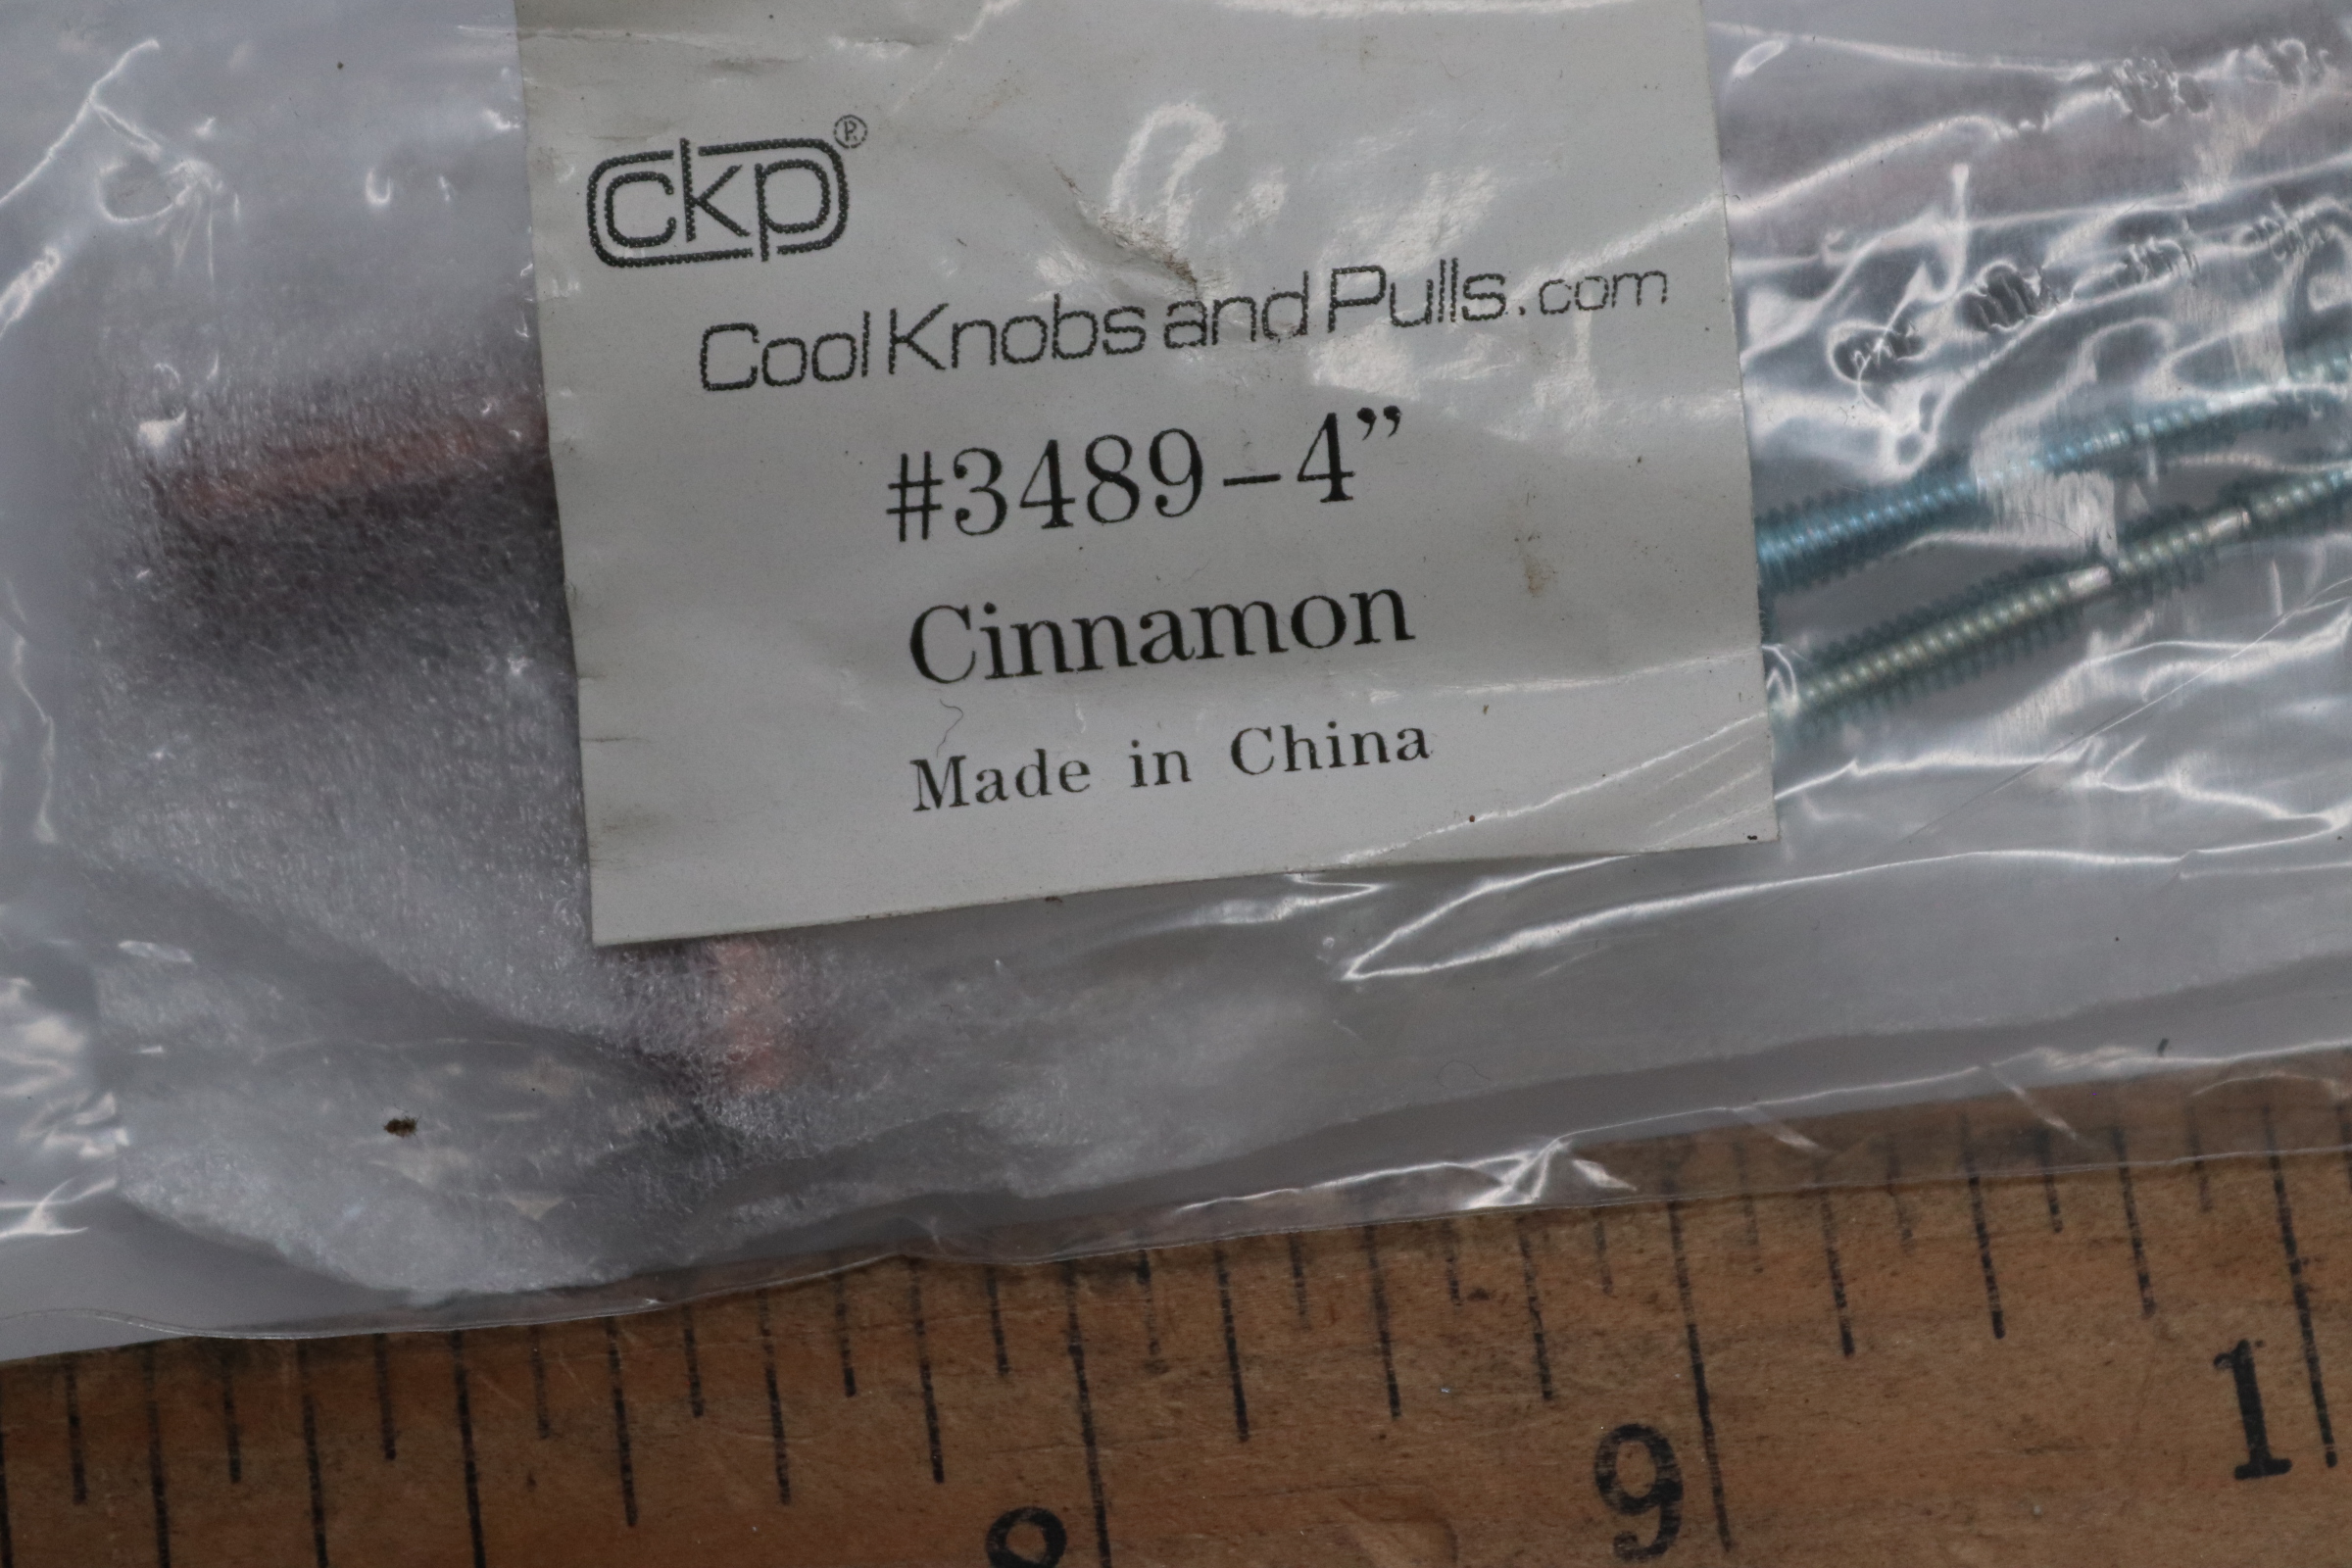 ckp®
Cool Knobs and Pulls.com
#3489-4”
Cinnamon
Made in China
8 9 1